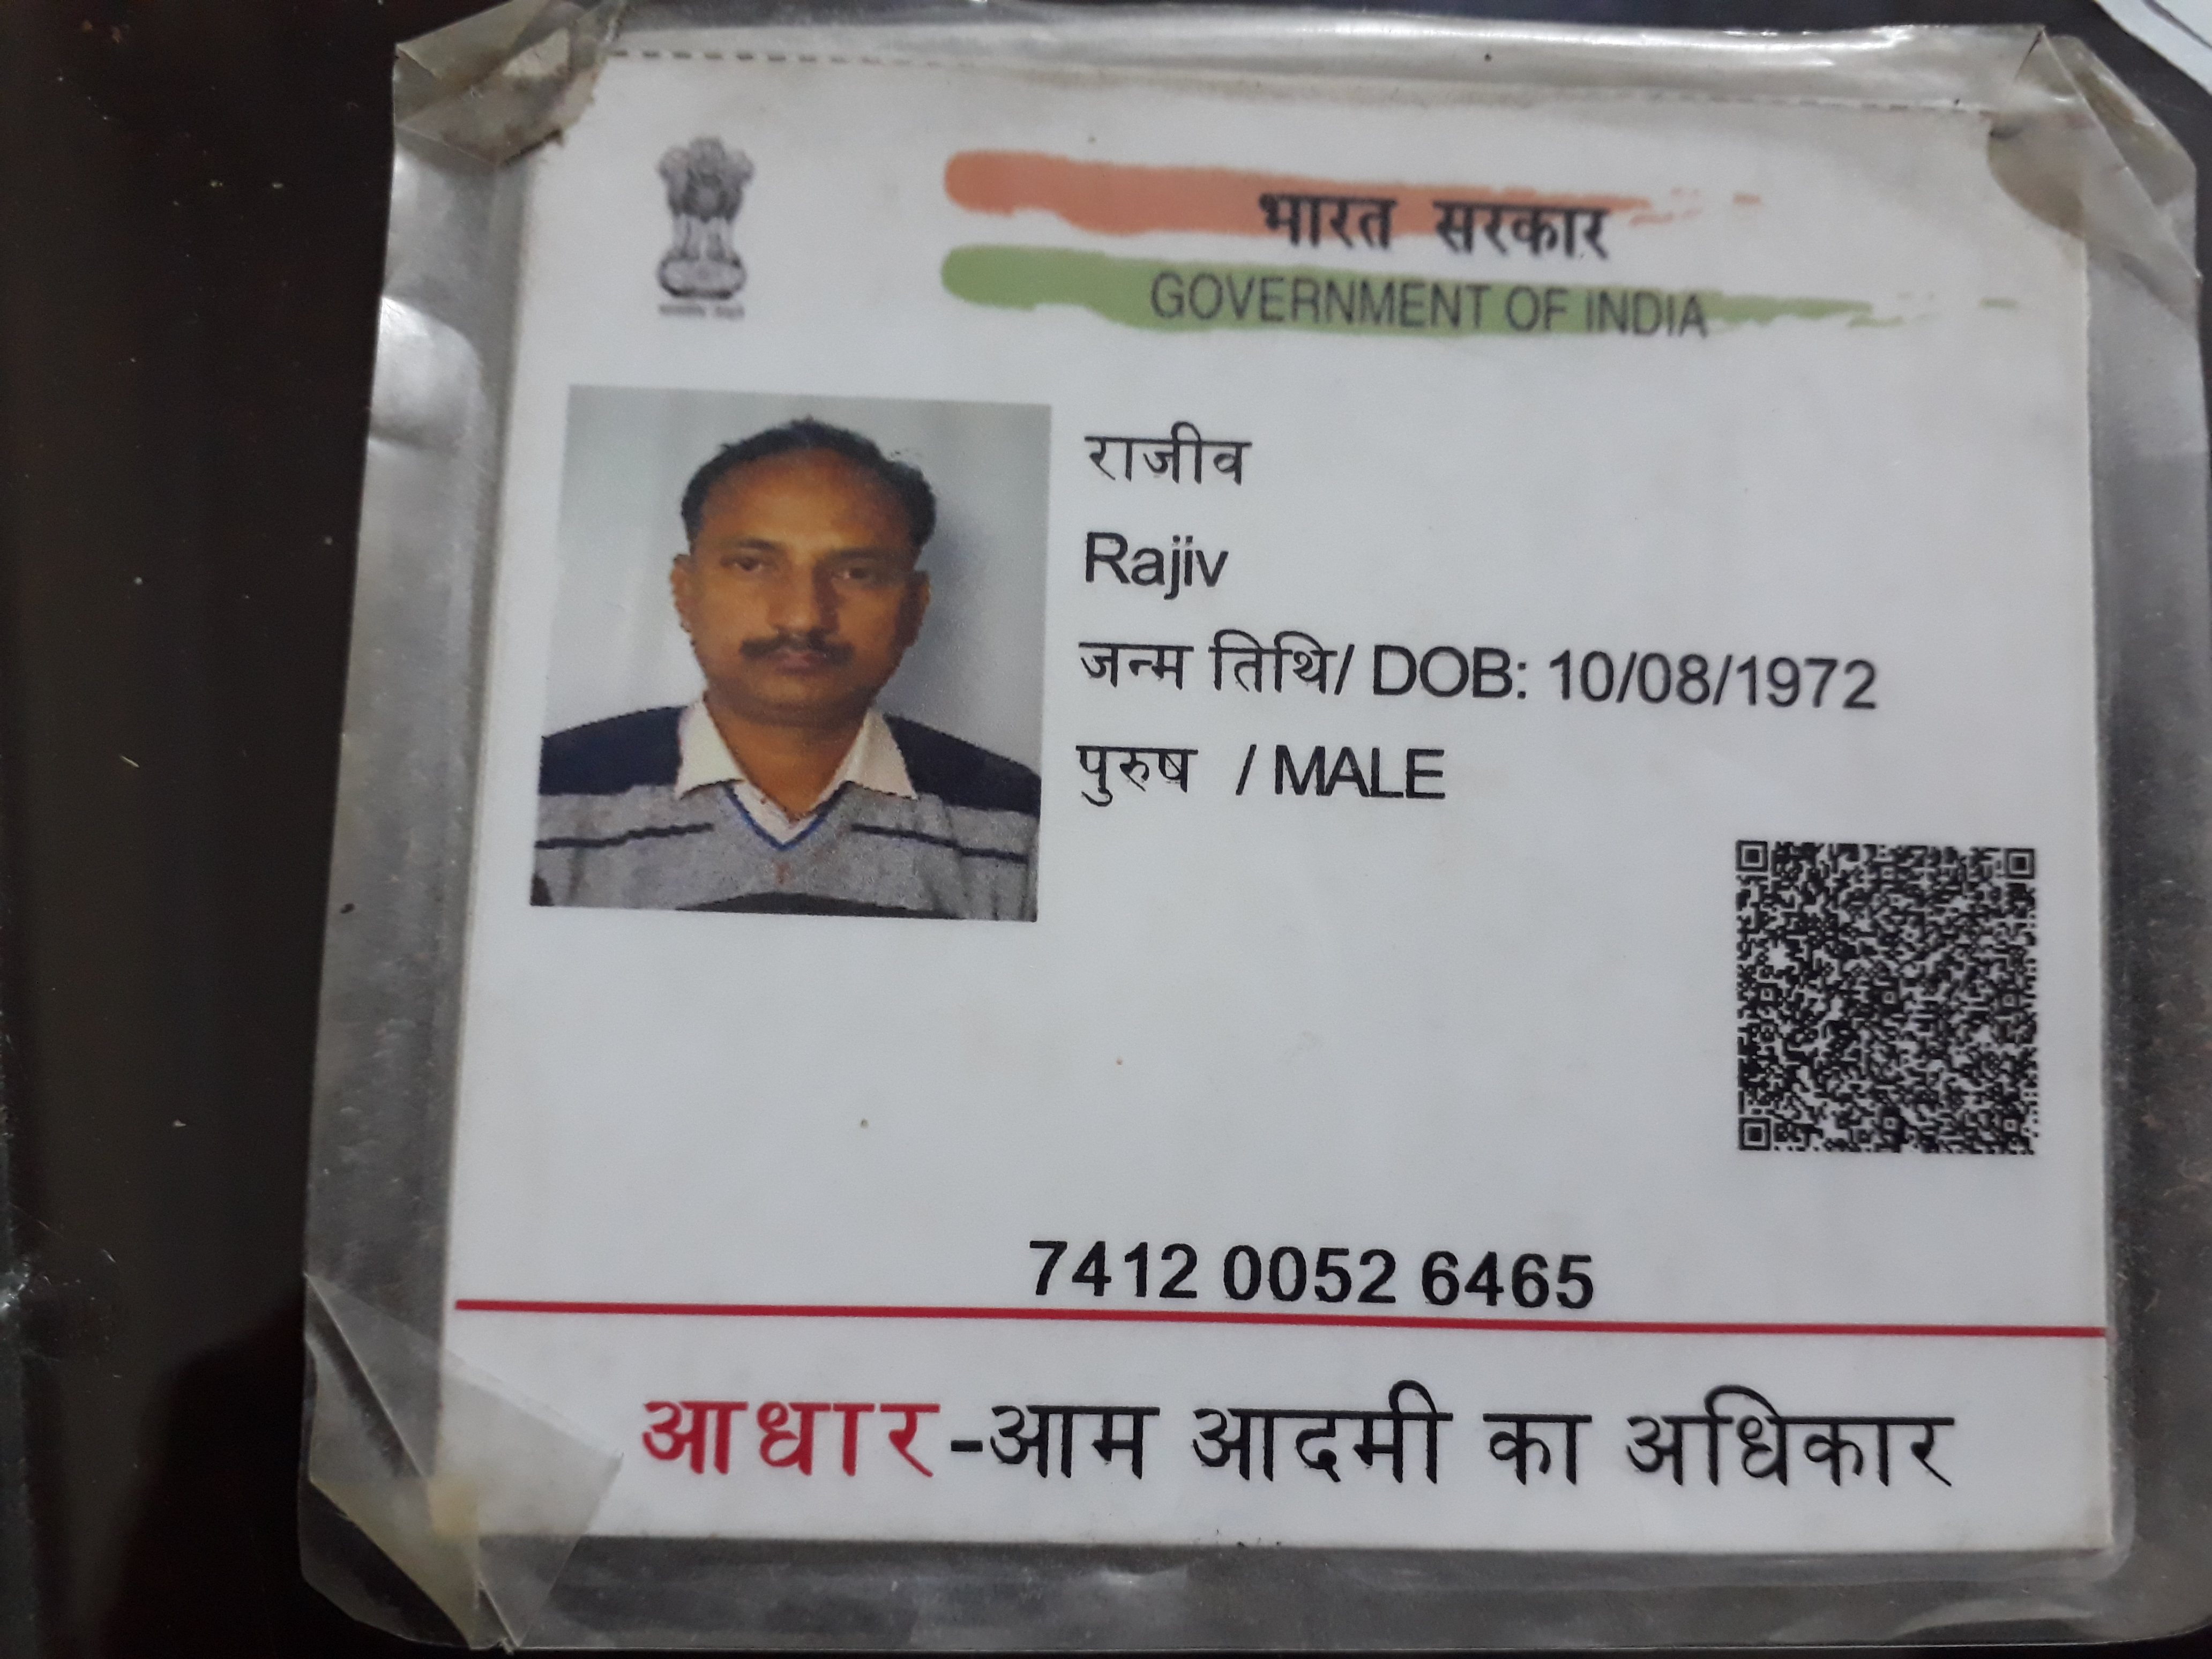 भारत सरकार
GOVERNMENT OF INDIA
राजीव
Rajiv
जन्म तिथि/ DOB: 10/08/1972
पुरुष / MALE
7412 0052 6465
आधार-आम आदमी का अधिकार